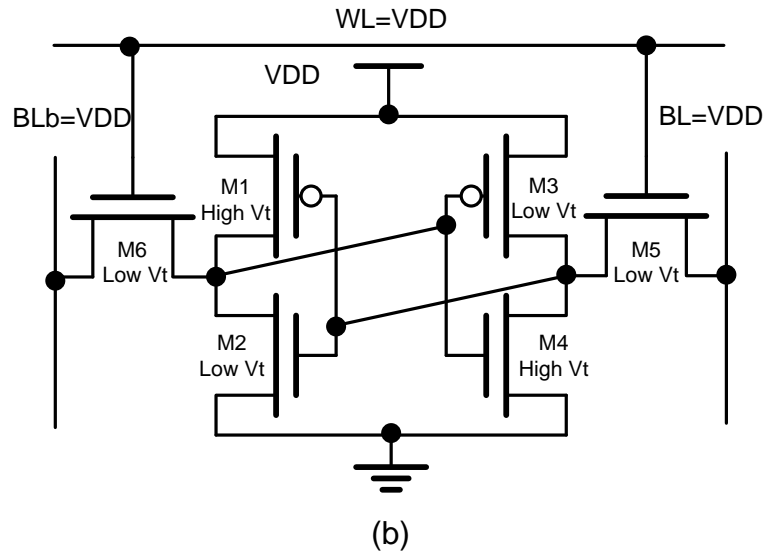 WL=VDD
VDD
BLb=VDD
BL=VDD
M1
High Vt
M3
Low Vt
M6
Low Vt
M5
Low Vt
M2
Low Vt
M4
High Vt
(b)